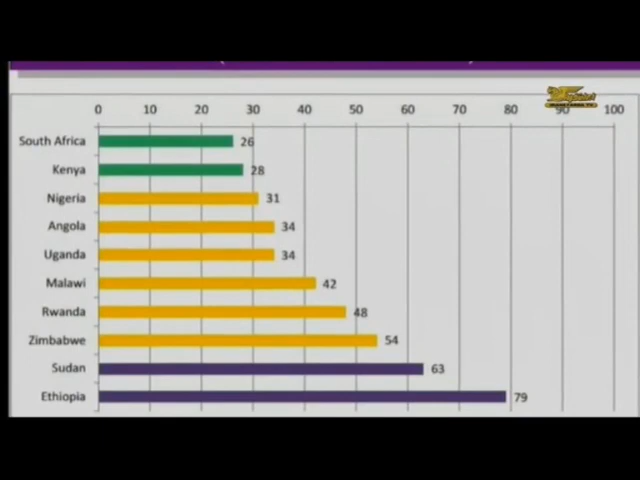 0 10 20 30 40 50 60 70 80 90 100
South Africa 26
Kenya 28
Nigeria 31
Angola 34
Uganda 34
Malawi 42
Rwanda 48
Zimbabwe 54
Sudan 63
Ethiopia 79